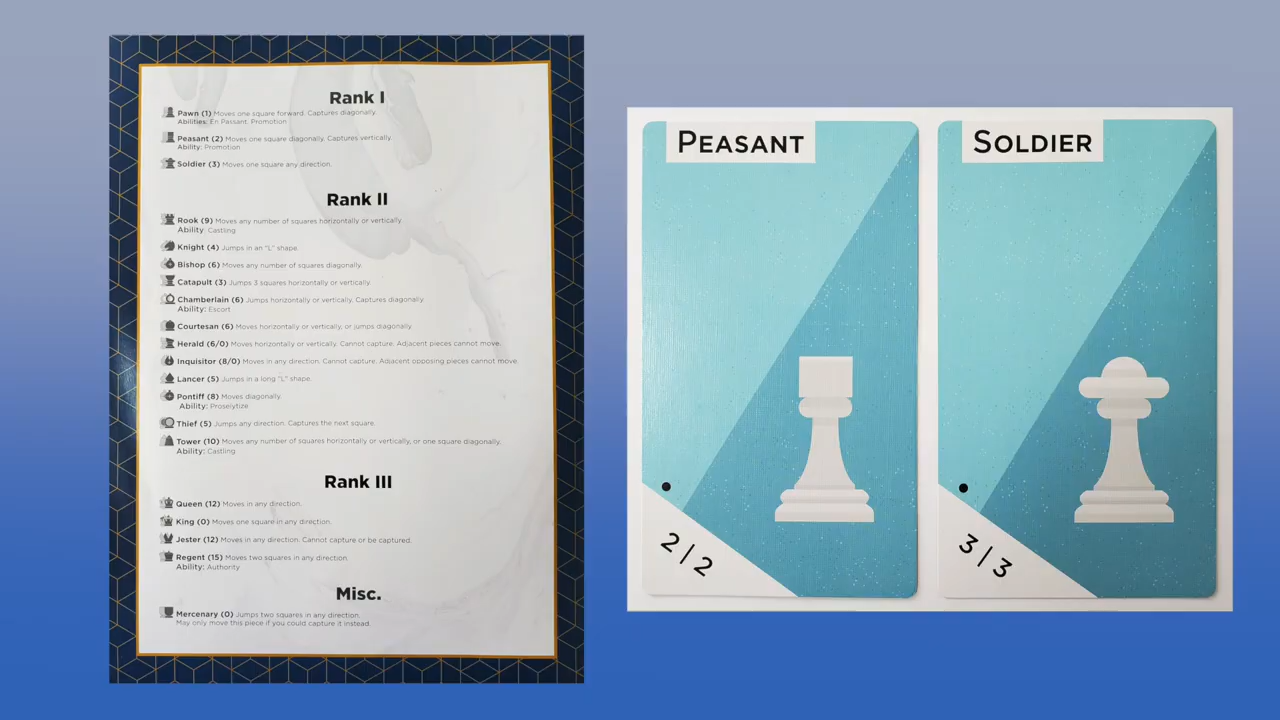 Rank I
Pawn (1) Moves one square forward. Captures diagonally.
Abilities: En Passant. Promotion
Peasant (2) Moves one square diagonally. Captures vertically.
Ability: Promotion
Soldier (3) Moves one square any direction.
Rank II
Rook (9) Moves any number of squares horizontally or vertically.
Ability: Castling
Knight (4) Jumps in an "L" shape.
Bishop (6) Moves any number of squares diagonally.
Catapult (3) Jumps 3 squares horizontally or vertically.
Chamberlain (6) Jumps horizontally or vertically. Captures diagonally.
Ability: Escort
Courtesan (6) Moves horizontally or vertically, or jumps diagonally.
Herald (6/0) Moves horizontally or vertically. Cannot capture. Adjacent pieces cannot move.
Inquisitor (8/0) Moves in any direction. Cannot capture. Adjacent opposing pieces cannot move.
Lancer (5) Jumps in a long "L" shape.
Pontiff (8) Moves diagonally.
Ability: Proselytize
Thief (5) Jumps any direction. Captures the next square.
Tower (10) Moves any number of squares horizontally or vertically, or one square diagonally.
Ability: Castling
Rank III
Queen (12) Moves in any direction.
King (0) Moves one square in any direction.
Jester (12) Moves in any direction. Cannot capture or be captured.
Regent (15) Moves two squares in any direction.
Ability: Authority
Misc.
Mercenary (0) Jumps two squares in any direction.
May only move this piece if you could capture it instead.
PEASANT
2|2
SOLDIER
3|3